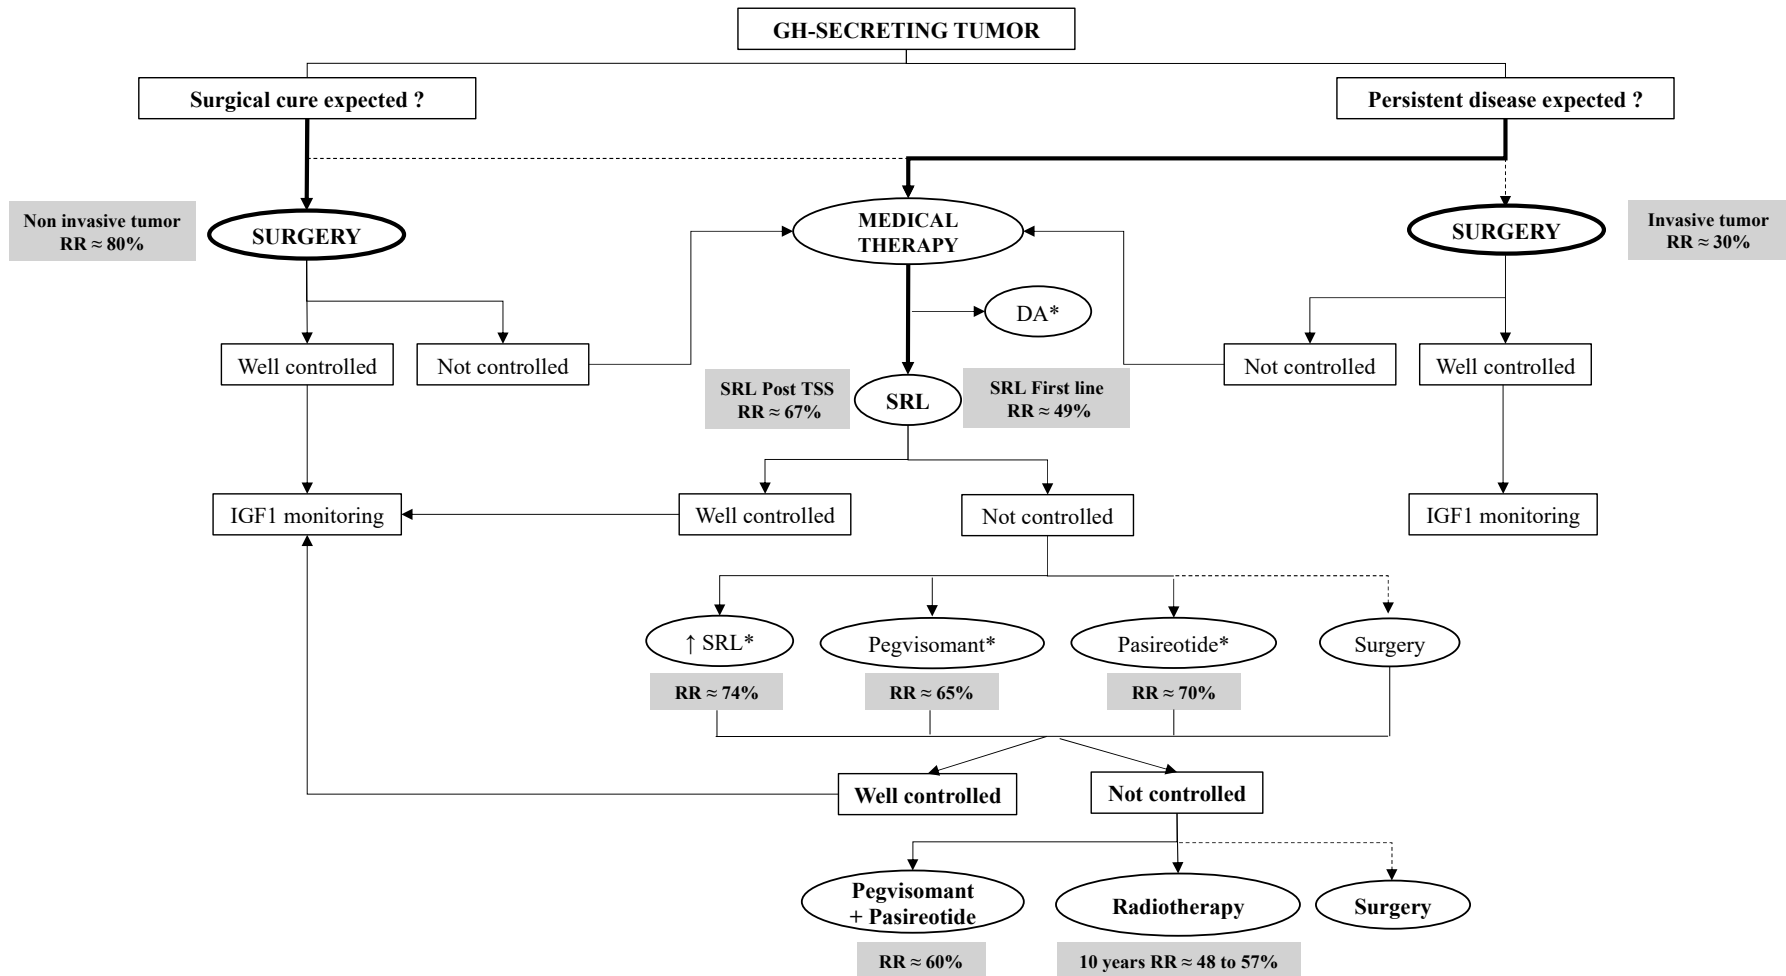 GH-SECRETING TUMOR
Surgical cure expected ?
Persistent disease expected ?
Non invasive tumor
RR ≈ 80%
SURGERY
MEDICAL
THERAPY
SURGERY
Invasive tumor
RR ≈ 30%
DA*
Well controlled
Not controlled
Not controlled
Well controlled
SRL Post TSS
RR ≈ 67%
SRL
SRL First line
RR ≈ 49%
IGF1 monitoring
Well controlled
Not controlled
IGF1 monitoring
↑ SRL*
Pegvisomant*
Pasireotide*
Surgery
RR ≈ 74%
RR ≈ 65%
RR ≈ 70%
Well controlled
Not controlled
Pegvisomant
+ Pasireotide
Radiotherapy
Surgery
RR ≈ 60%
10 years RR ≈ 48 to 57%